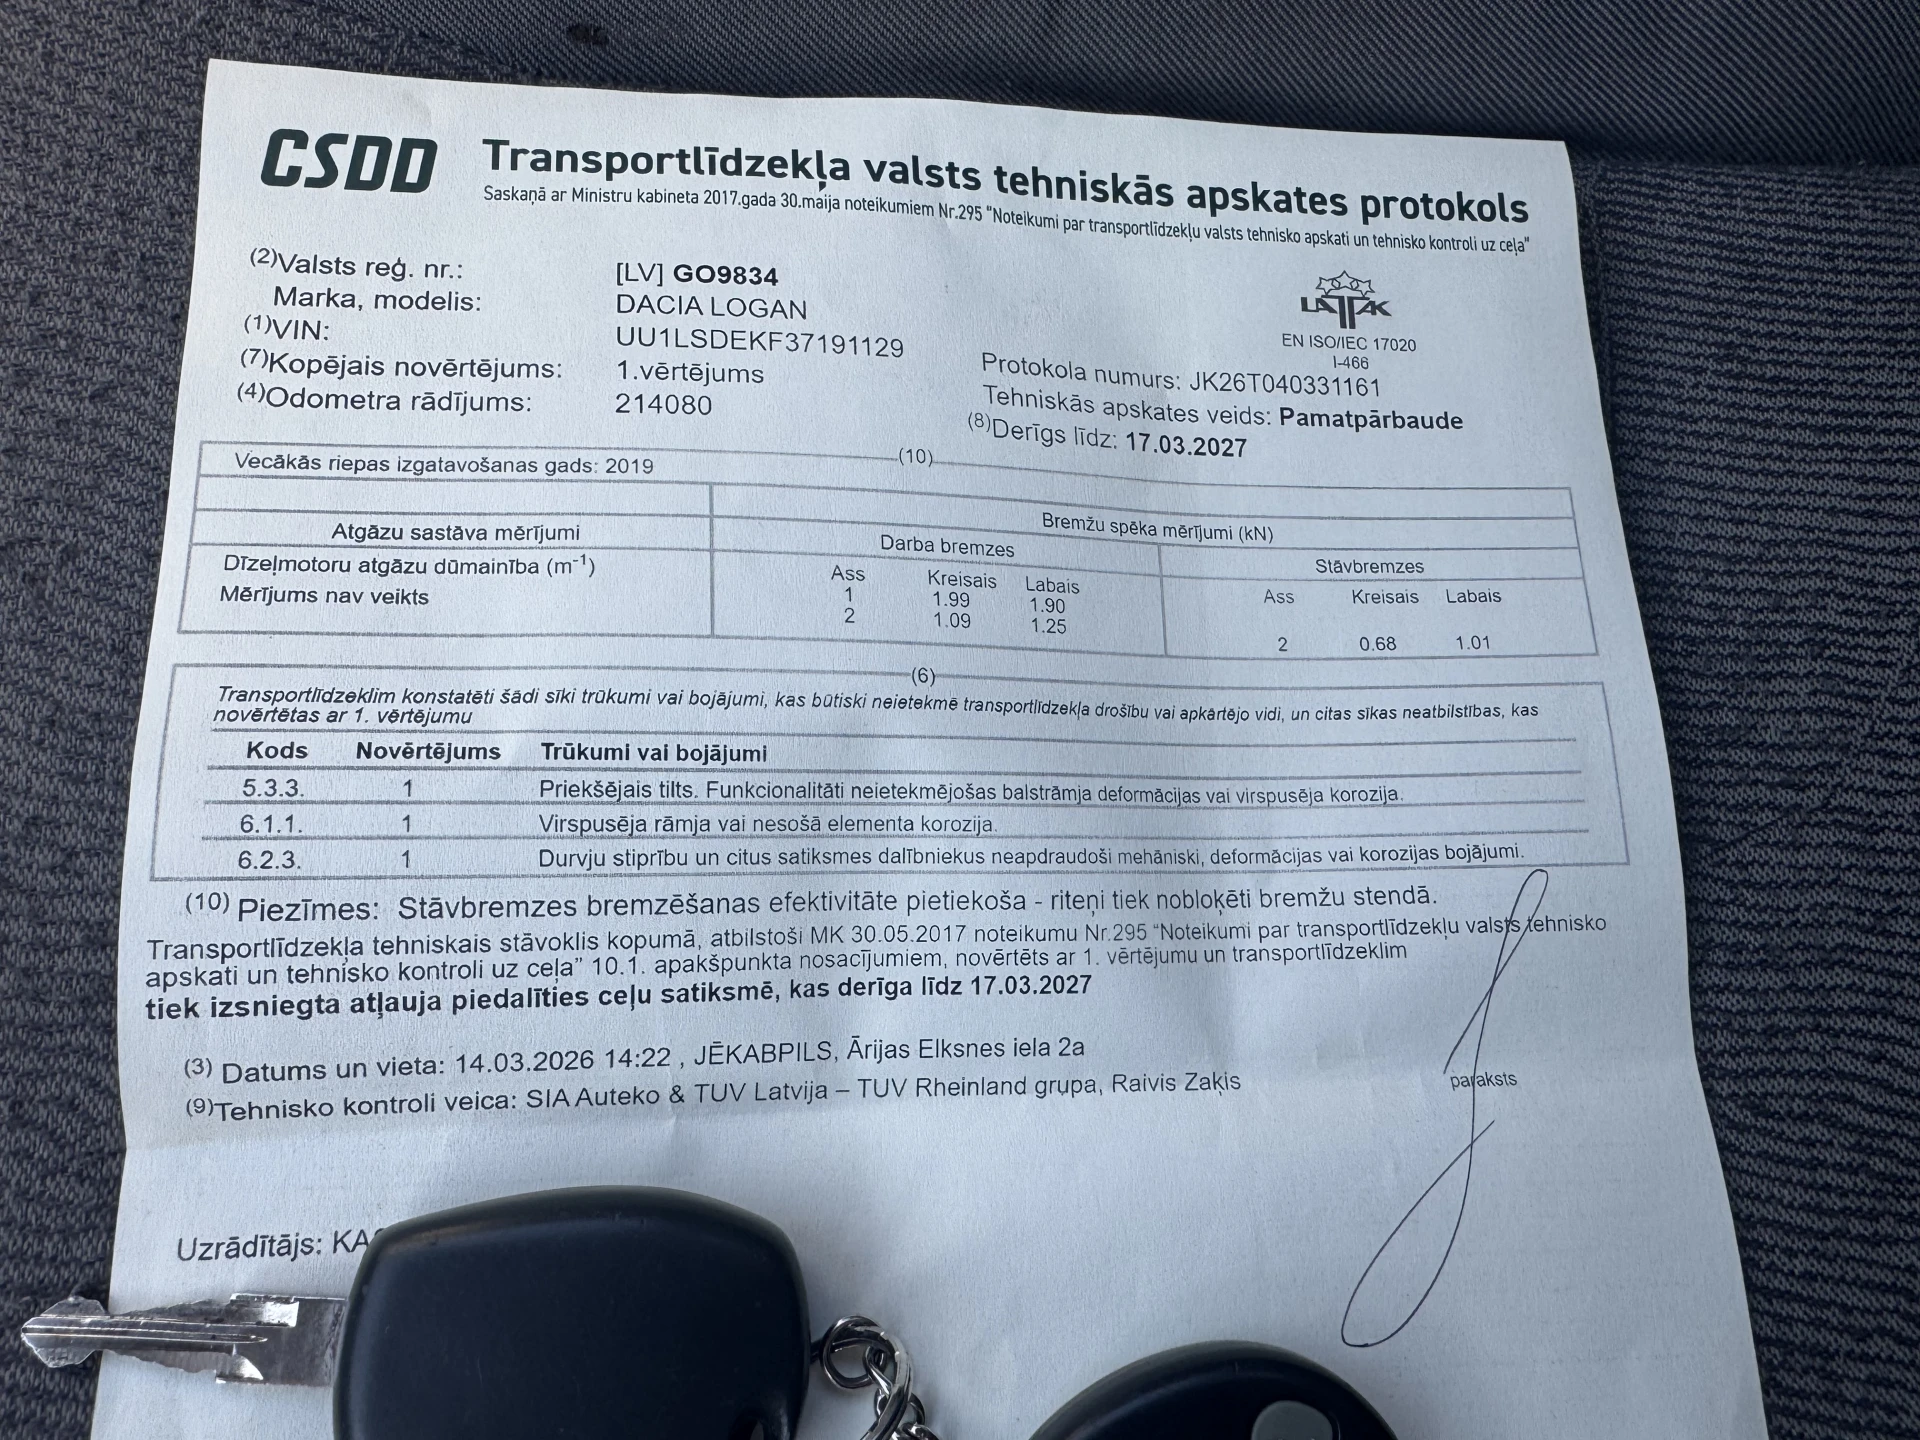 CSDD
Transportlīdzekļa valsts tehniskās apskates protokols
Saskaņā ar Ministru kabineta 2017.gada 30.maija noteikumiem Nr.295 "Noteikumi par transportlīdzekļu valsts tehnisko apskati un tehnisko kontroli uz ceļa"
(2)Valsts reģ. nr.: [LV] GO9834
Marka, modelis: DACIA LOGAN
(1)VIN: UU1LSDEKF37191129
(7)Kopējais novērtējums: 1.vērtējums
(4)Odometra rādījums: 214080
LATAK
EN ISO/IEC 17020
I-466
Protokola numurs: JK26T040331161
Tehniskās apskates veids: Pamatpārbaude
(8)Derīgs līdz: 17.03.2027
(10)
Vecākās riepas izgatavošanas gads: 2019
Atgāzu sastāva mērījumi
Bremžu spēka mērījumi (kN)
Dīzeļmotoru atgāzu dūmainība (m⁻¹)
Mērījums nav veikts
Darba bremzes
Ass Kreisais Labais
1 1.99 1.90
2 1.09 1.25
Stāvbremzes
Ass Kreisais Labais
2 0.68 1.01
(6)
Transportlīdzeklim konstatēti šādi sīki trūkumi vai bojājumi, kas būtiski neietekmē transportlīdzekļa drošību vai apkārtējo vidi, un citas sīkas neatbilstības, kas
novērtētas ar 1. vērtējumu
Kods Novērtējums Trūkumi vai bojājumi
5.3.3. 1 Priekšējais tilts. Funkcionalitāti neietekmējošas balstrāmja deformācijas vai virspusēja korozija.
6.1.1. 1 Virspusēja rāmja vai nesošā elementa korozija.
6.2.3. 1 Durvju stiprību un citus satiksmes dalībniekus neapdraudoši mehāniski, deformācijas vai korozijas bojājumi.
(10) Piezīmes: Stāvbremzes bremzēšanas efektivitāte pietiekoša - riteņi tiek nobloķēti bremžu stendā.
Transportlīdzekļa tehniskais stāvoklis kopumā, atbilstoši MK 30.05.2017 noteikumu Nr.295 "Noteikumi par transportlīdzekļu valsts tehnisko
apskati un tehnisko kontroli uz ceļa" 10.1. apakšpunkta nosacījumiem, novērtēts ar 1. vērtējumu un transportlīdzeklim
tiek izsniegta atļauja piedalīties ceļu satiksmē, kas derīga līdz 17.03.2027
(3) Datums un vieta: 14.03.2026 14:22 , JĒKABPILS, Ārijas Elksnes iela 2a
(9)Tehnisko kontroli veica: SIA Auteko & TUV Latvija – TUV Rheinland grupa, Raivis Zaķis
paraksts
Uzrādītājs: